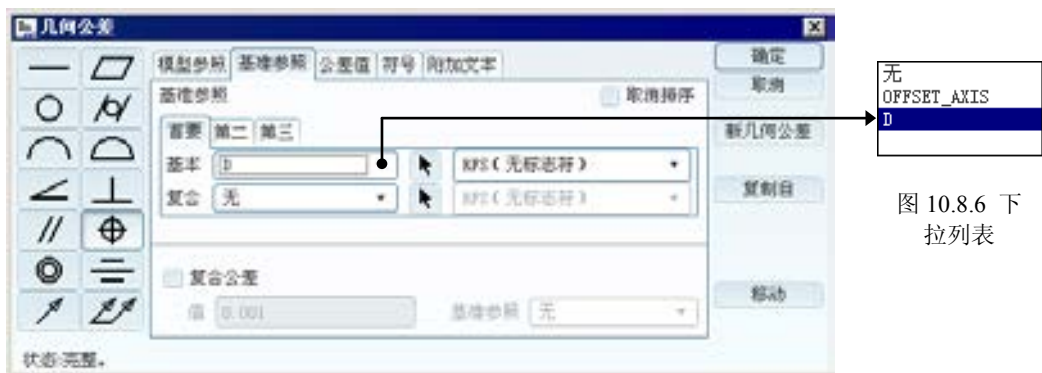 几何公差
模型参照 基准参照 公差值 符号 附加文本
确定
基准参照 取消排序
取消
首要 第二 第三
新几何公差
基本 D RFS(无标志符)
复合 无 RFS(无标志符)
复制自
复合公差
值 0.001 基准参照 无
移动
状态:完整。
无
OFFSET_AXIS
D
图 10.8.6 下
拉列表